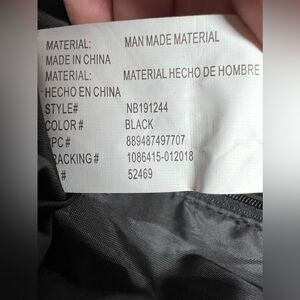 MATERIAL: MAN MADE MATERIAL
MADE IN CHINA
MATERIAL: MATERIAL HECHO DE HOMBRE
HECHO EN CHINA
STYLE# NB191244
COLOR # BLACK
PC# 889487497707
RACKING # 1086415-012018
# 52469